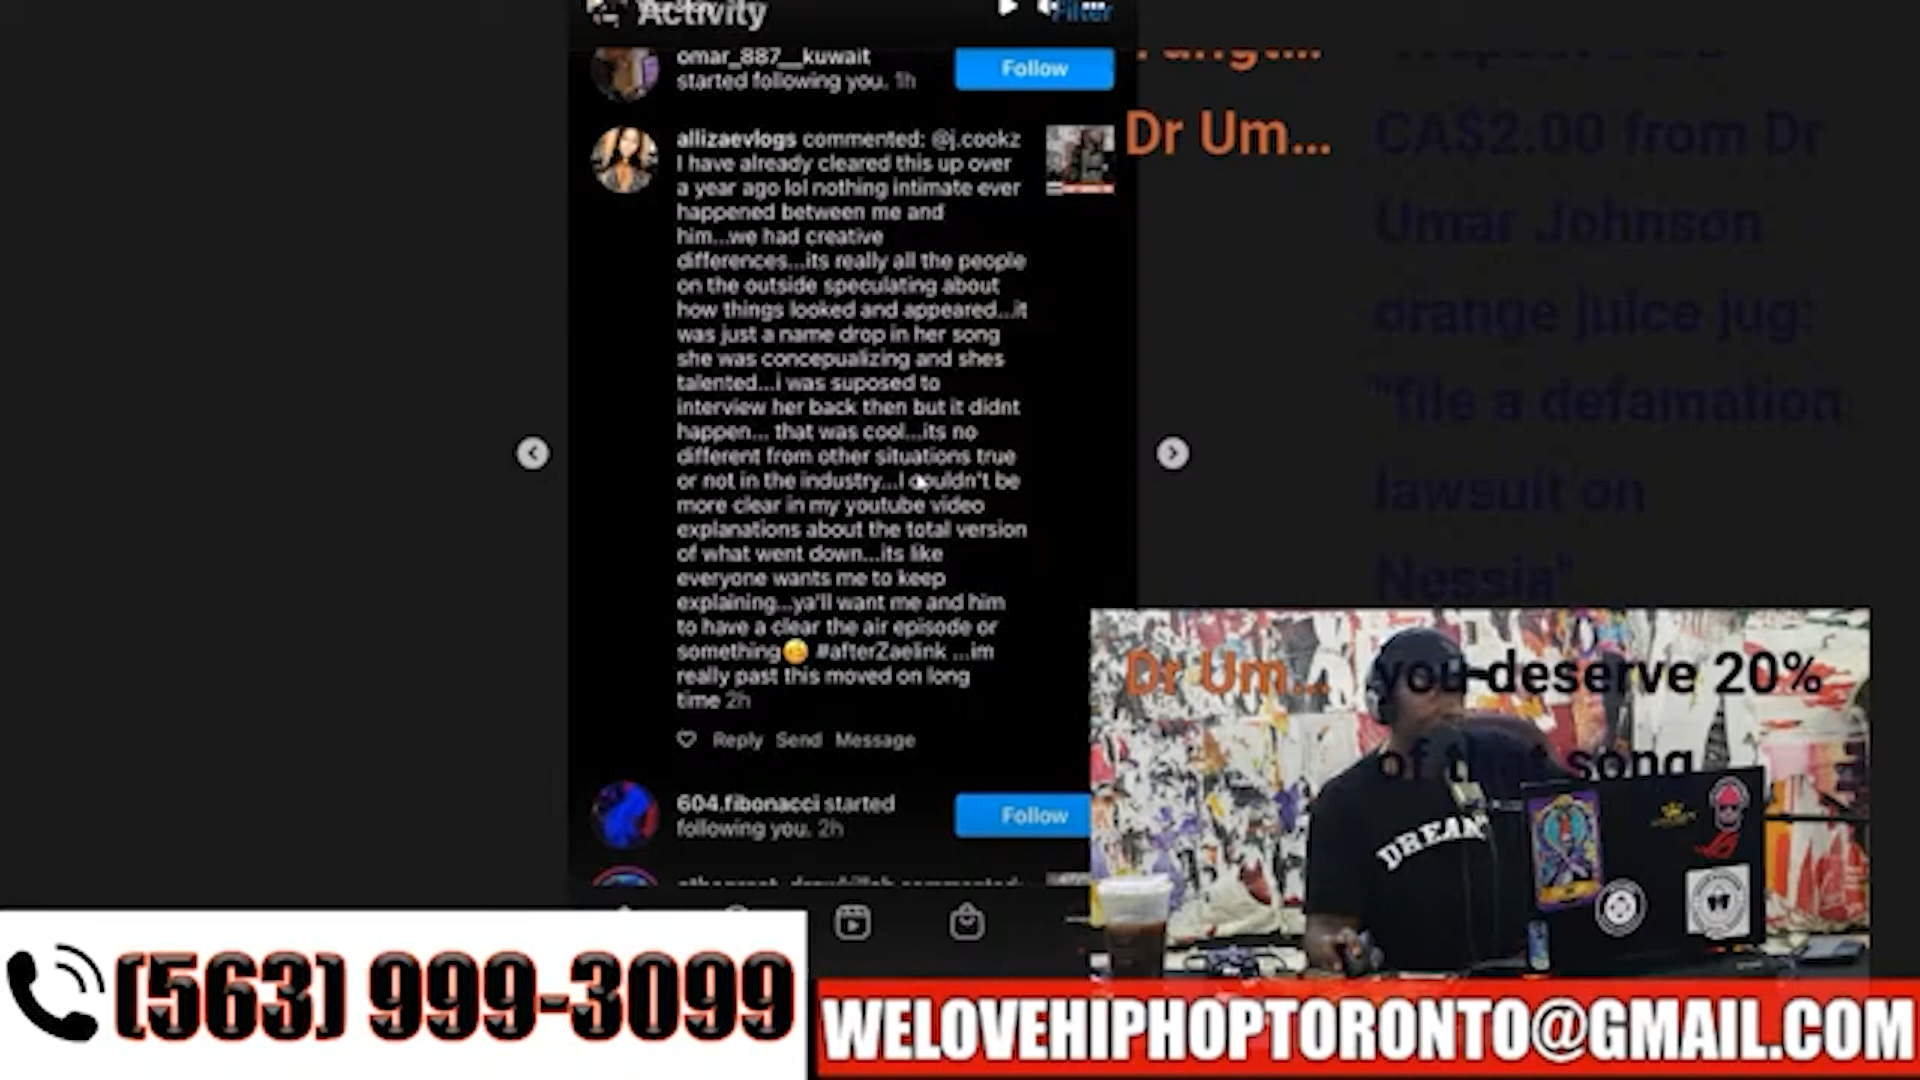 Activity
Filter
omar_887__kuwait
started following you. 1h
Follow
allizaevlogs commented: @j.cookz
I have already cleared this up over
a year ago lol nothing intimate ever
happened between me and
him...we had creative
differences...its really all the people
on the outside speculating about
how things looked and appeared...it
was just a name drop in her song
she was concepualizing and shes
talented...i was suposed to
interview her back then but it didnt
happen... that was cool...its no
different from other situations true
or not in the industry...I couldn't be
more clear in my youtube video
explanations about the total version
of what went down...its like
everyone wants me to keep
explaining...ya'll want me and him
to have a clear the air episode or
something😉 #afterZaelink ...im
really past this moved on long
time 2h
Reply Send Message
604.fibonacci started
following you. 2h
Follow
Dr Um...
CA$2.00 from Dr
Umar Johnson
orange juice jug:
"file a defamation
lawsuit on
Nessia"
Dr Um...
you deserve 20%
of that song
DREAM
(563) 999-3099
WELOVEHIPHOPTORONTO@GMAIL.COM